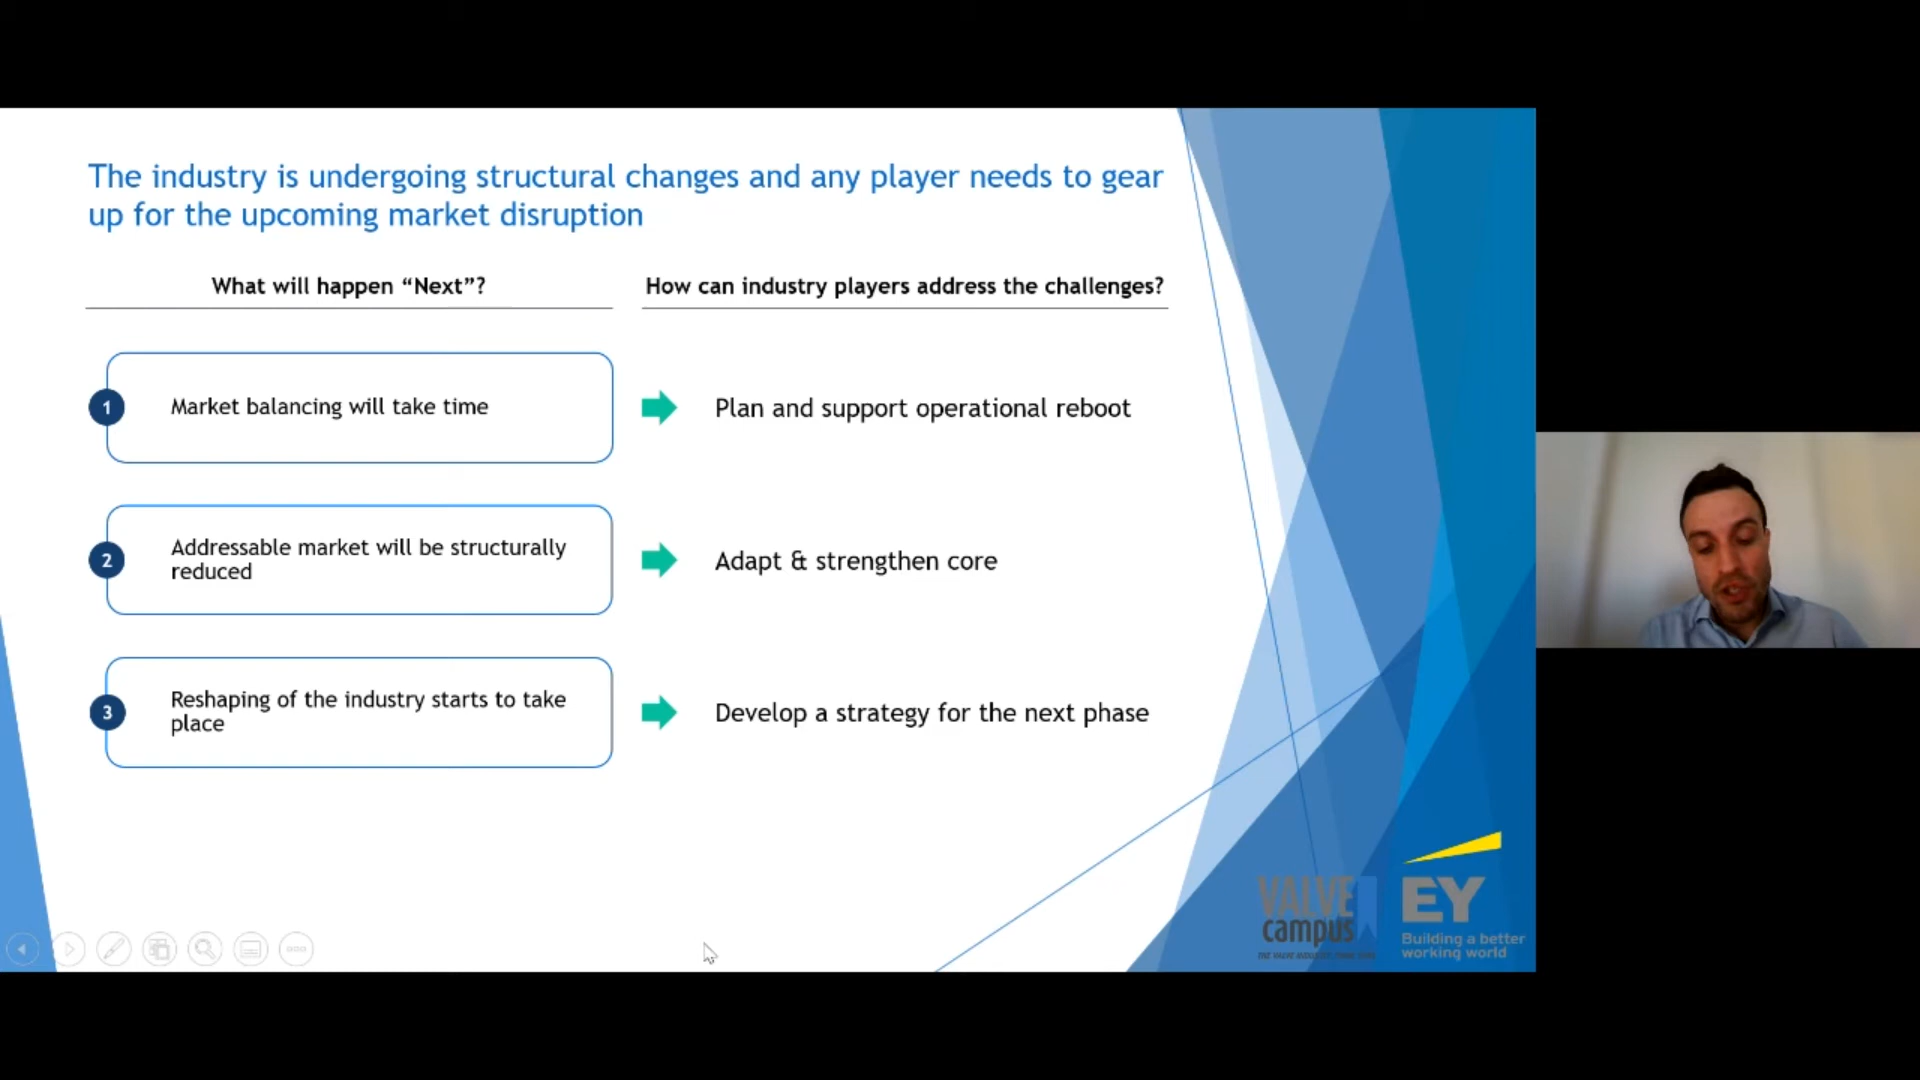 The industry is undergoing structural changes and any player needs to gear
up for the upcoming market disruption
What will happen “Next”?
How can industry players address the challenges?
1
Market balancing will take time
Plan and support operational reboot
2
Addressable market will be structurally
reduced
Adapt & strengthen core
3
Reshaping of the industry starts to take
place
Develop a strategy for the next phase
VALVE
campus
EY
Building a better
working world